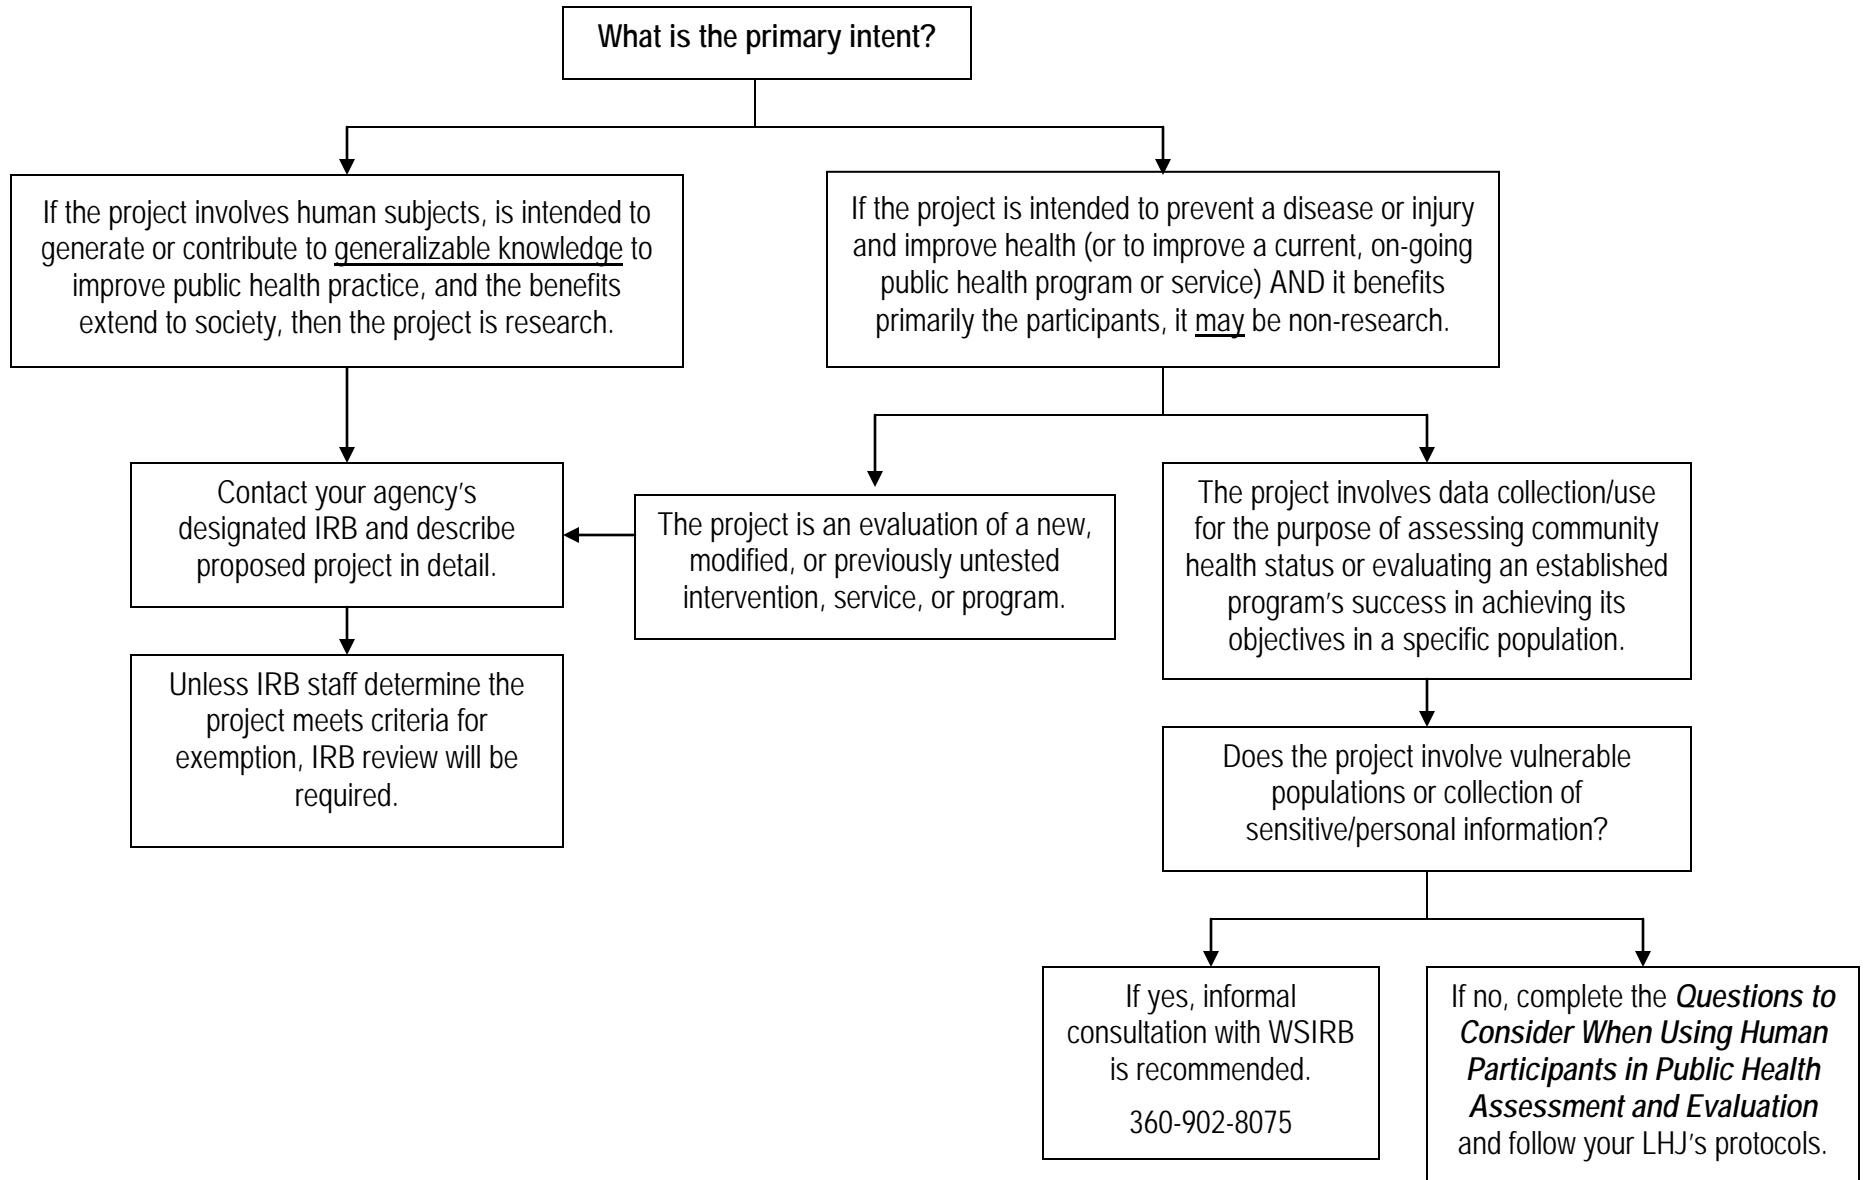 What is the primary intent?
If the project involves human subjects, is intended to
generate or contribute to generalizable knowledge to
improve public health practice, and the benefits
extend to society, then the project is research.
If the project is intended to prevent a disease or injury
and improve health (or to improve a current, on-going
public health program or service) AND it benefits
primarily the participants, it may be non-research.
Contact your agency's
designated IRB and describe
proposed project in detail.
The project is an evaluation of a new,
modified, or previously untested
intervention, service, or program.
The project involves data collection/use
for the purpose of assessing community
health status or evaluating an established
program's success in achieving its
objectives in a specific population.
Unless IRB staff determine the
project meets criteria for
exemption, IRB review will be
required.
Does the project involve vulnerable
populations or collection of
sensitive/personal information?
If yes, informal
consultation with WSIRB
is recommended.
360-902-8075
If no, complete the Questions to
Consider When Using Human
Participants in Public Health
Assessment and Evaluation
and follow your LHJ's protocols.